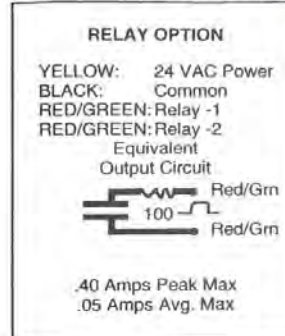 RELAY OPTION
YELLOW: 24 VAC Power
BLACK: Common
RED/GREEN: Relay -1
RED/GREEN: Relay -2
Equivalent
Output Circuit
Red/Grn
100
Red/Grn
.40 Amps Peak Max
.05 Amps Avg. Max